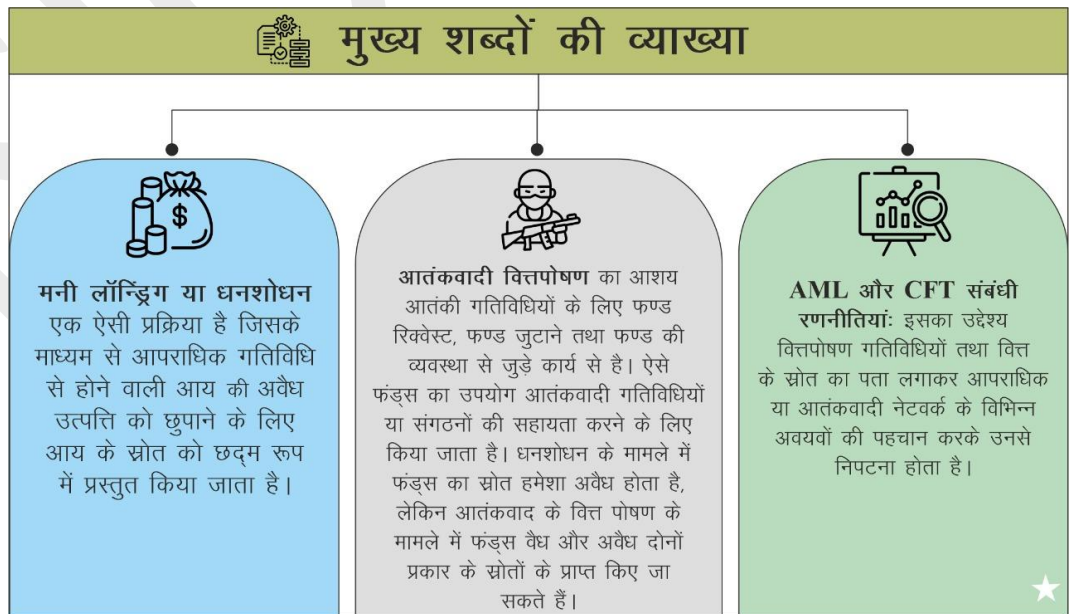 मुख्य शब्दों की व्याख्या
$
मनी लॉन्ड्रिंग या धनशोधन
एक ऐसी प्रक्रिया है जिसके
माध्यम से आपराधिक गतिविधि
से होने वाली आय की अवैध
उत्पत्ति को छुपाने के लिए
आय के स्रोत को छद्म रूप
में प्रस्तुत किया जाता है।
आतंकवादी वित्तपोषण का आशय
आतंकी गतिविधियों के लिए फण्ड
रिक्वेस्ट, फण्ड जुटाने तथा फण्ड की
व्यवस्था से जुड़े कार्य से है। ऐसे
फंड्स का उपयोग आतंकवादी गतिविधियों
या संगठनों की सहायता करने के लिए
किया जाता है। धनशोधन के मामले में
फंड्स का स्रोत हमेशा अवैध होता है,
लेकिन आतंकवाद के वित्त पोषण के
मामले में फंड्स वैध और अवैध दोनों
प्रकार के स्रोतों के प्राप्त किए जा
सकते हैं।
AML और CFT संबंधी
रणनीतियांः इसका उद्देश्य
वित्तपोषण गतिविधियों तथा वित्त
के स्रोत का पता लगाकर आपराधिक
या आतंकवादी नेटवर्क के विभिन्न
अवयवों की पहचान करके उनसे
निपटना होता है।